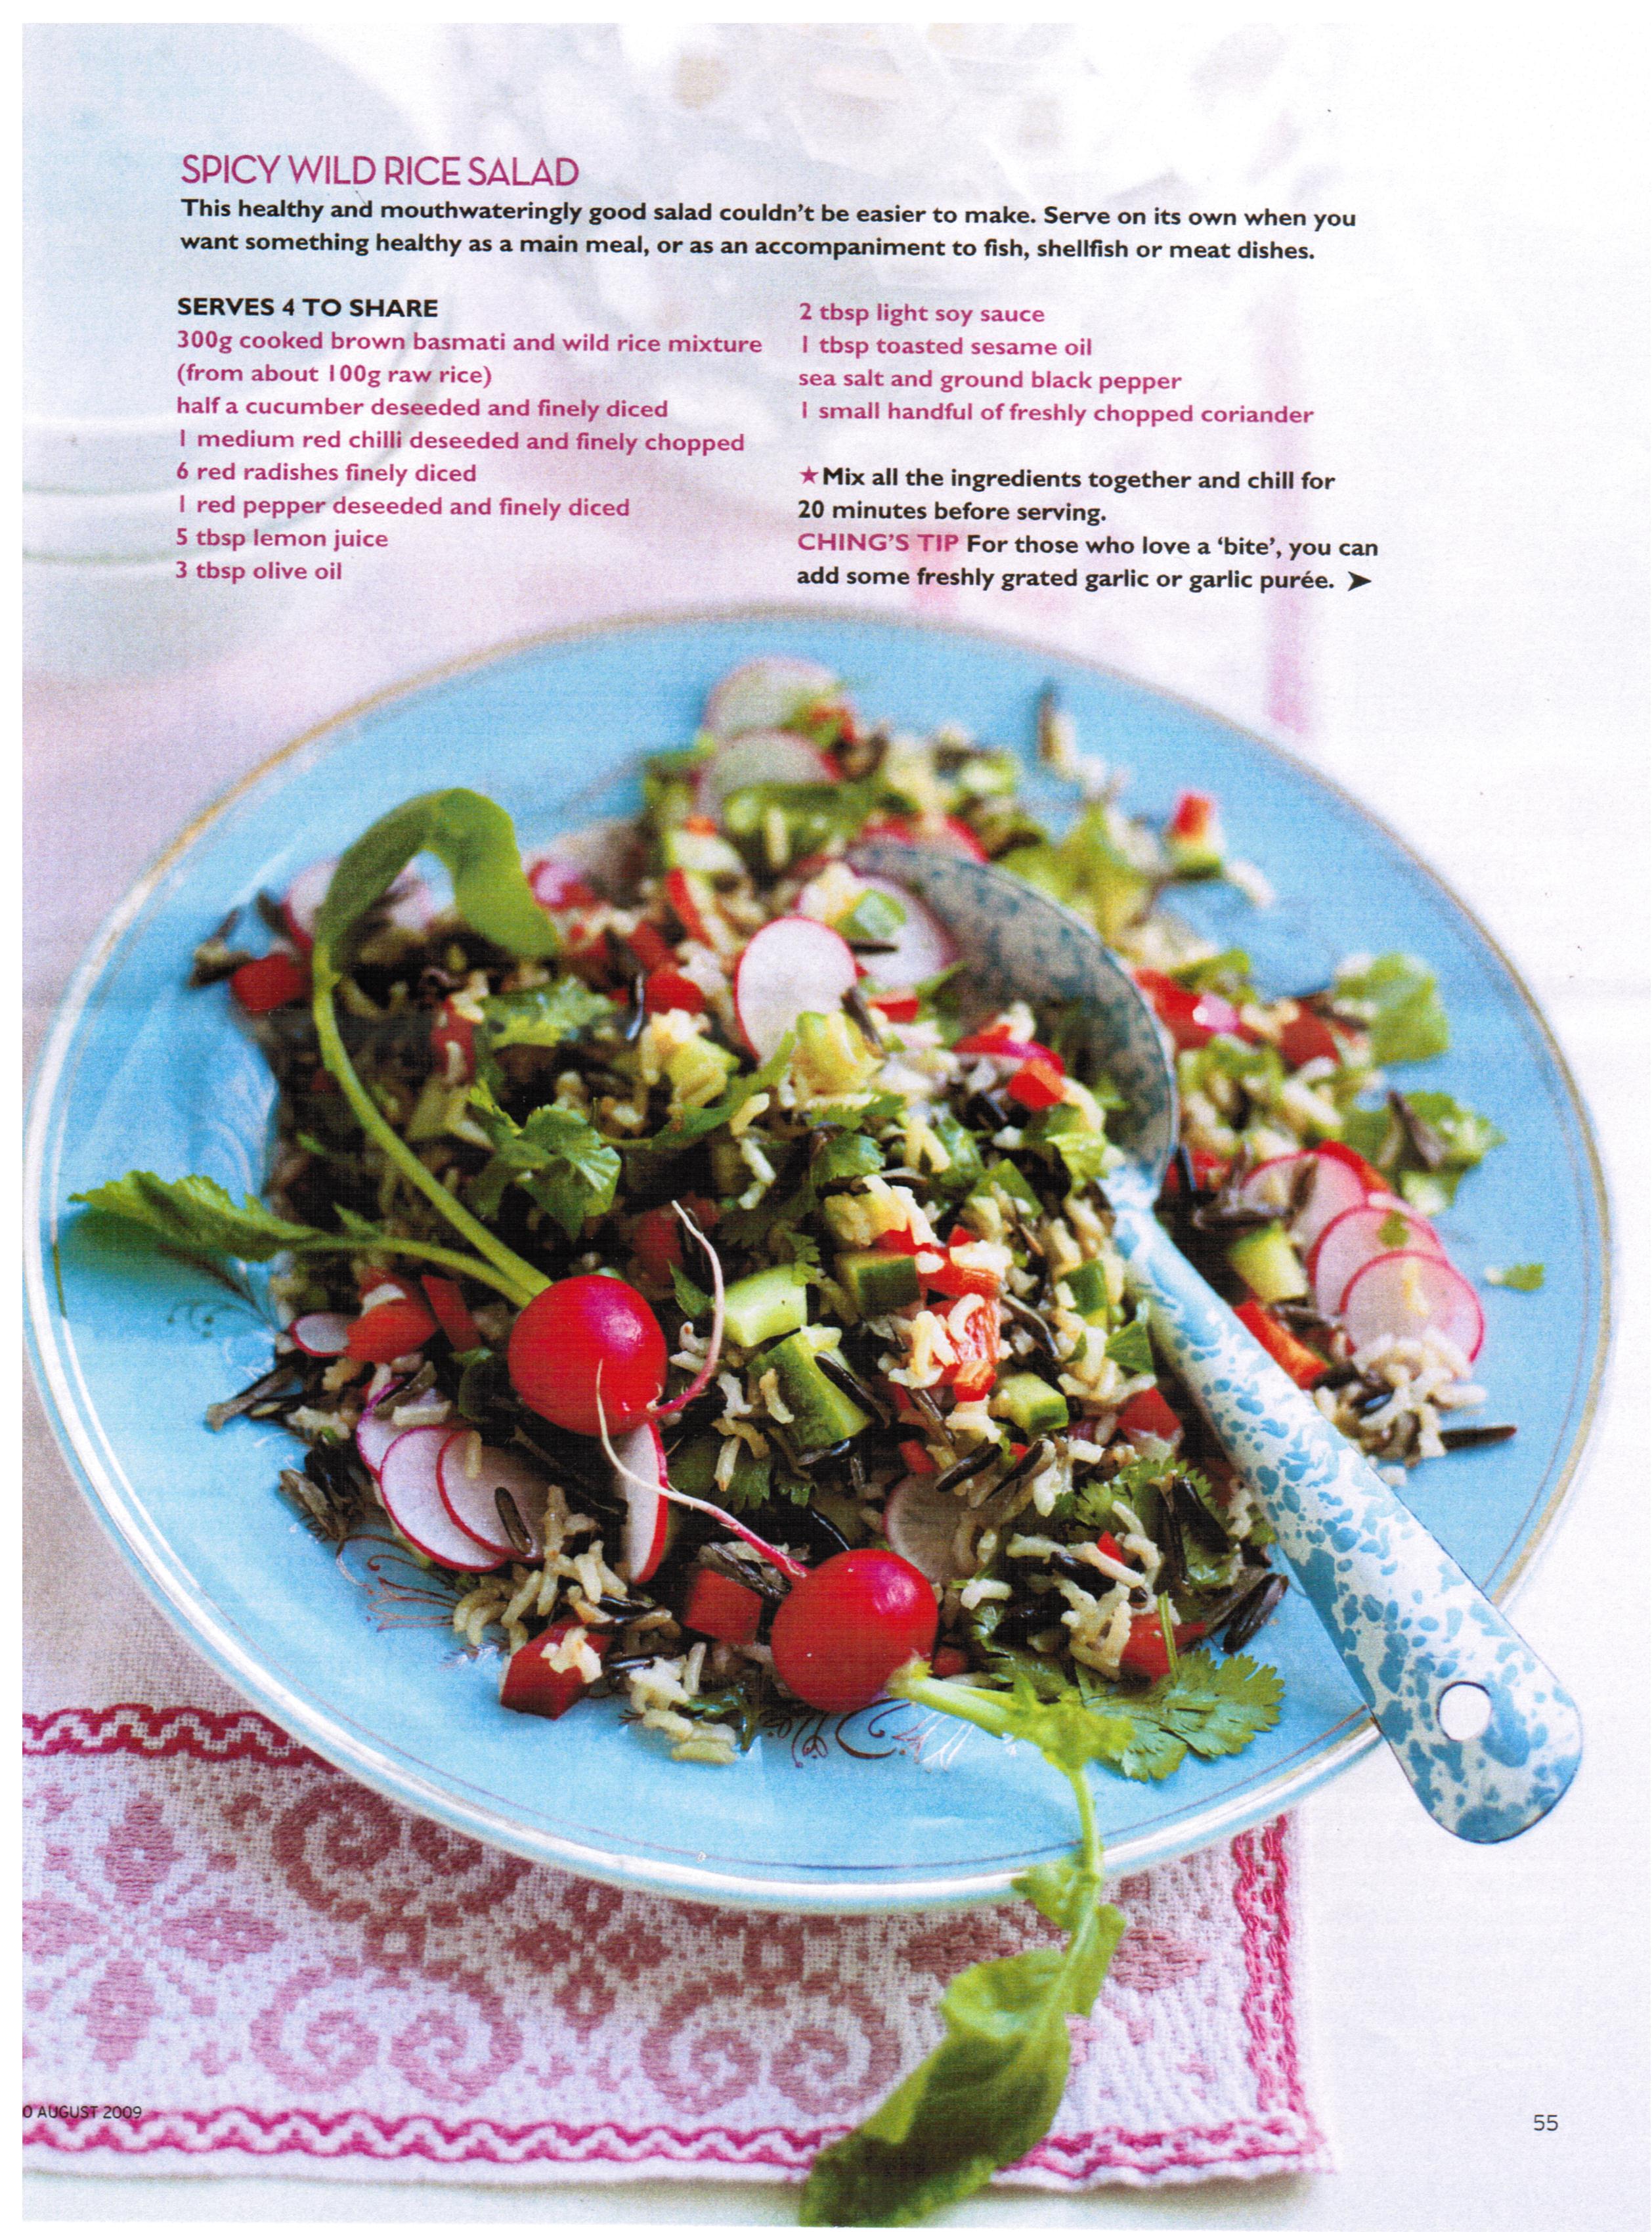 SPICY WILD RICE SALAD
This healthy and mouthwateringly good salad couldn't be easier to make. Serve on its own when you
want something healthy as a main meal, or as an accompaniment to fish, shellfish or meat dishes.
SERVES 4 TO SHARE
300g cooked brown basmati and wild rice mixture
(from about 100g raw rice)
half a cucumber deseeded and finely diced
1 medium red chilli deseeded and finely chopped
6 red radishes finely diced
1 red pepper deseeded and finely diced
5 tbsp lemon juice
3 tbsp olive oil
2 tbsp light soy sauce
1 tbsp toasted sesame oil
sea salt and ground black pepper
1 small handful of freshly chopped coriander
★Mix all the ingredients together and chill for
20 minutes before serving.
CHING'S TIP For those who love a ‘bite’, you can
add some freshly grated garlic or garlic purée. ➤
0 AUGUST 2009
55